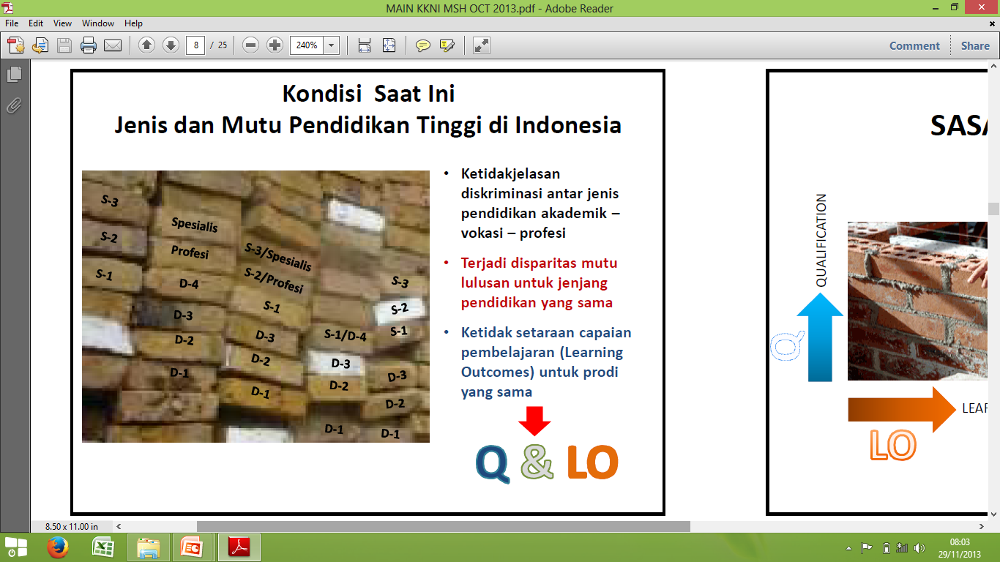 MAIN KKNI MSH OCT 2013.pdf - Adobe Reader
File Edit View Window Help
8 / 25 240% Comment Share
Kondisi Saat Ini
Jenis dan Mutu Pendidikan Tinggi di Indonesia
S-3
S-2
S-1
Spesialis
Profesi
D-4
D-3
D-2
D-1
S-3/Spesialis
S-2/Profesi
S-1
D-3
D-2
D-1
S-1/D-4
D-3
D-2
D-1
S-3
S-2
S-1
D-3
D-2
D-1
• Ketidakjelasan
diskriminasi antar jenis
pendidikan akademik –
vokasi – profesi
• Terjadi disparitas mutu
lulusan untuk jenjang
pendidikan yang sama
• Ketidak setaraan capaian
pembelajaran (Learning
Outcomes) untuk prodi
yang sama
Q & LO
SASA
QUALIFICATION
Q
LEAR
LO
8.50 x 11.00 in
08:03
29/11/2013